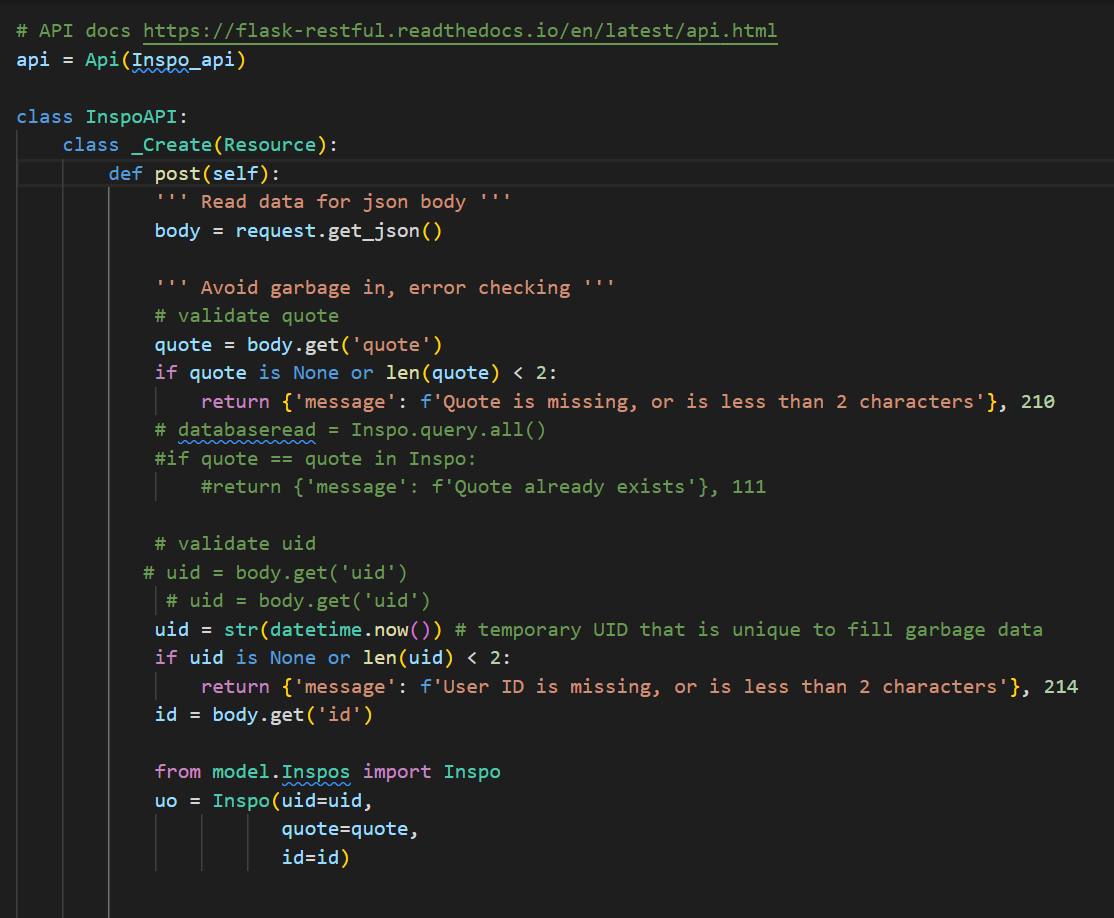 # API docs https://flask-restful.readthedocs.io/en/latest/api.html
api = Api(Inspo_api)

class InspoAPI:
    class _Create(Resource):
        def post(self):
            ''' Read data for json body '''
            body = request.get_json()

            ''' Avoid garbage in, error checking '''
            # validate quote
            quote = body.get('quote')
            if quote is None or len(quote) < 2:
                return {'message': f'Quote is missing, or is less than 2 characters'}, 210
            # databaseread = Inspo.query.all()
            #if quote == quote in Inspo:
                #return {'message': f'Quote already exists'}, 111

            # validate uid
           # uid = body.get('uid')
             # uid = body.get('uid')
            uid = str(datetime.now()) # temporary UID that is unique to fill garbage data
            if uid is None or len(uid) < 2:
                return {'message': f'User ID is missing, or is less than 2 characters'}, 214
            id = body.get('id')

            from model.Inspos import Inspo
            uo = Inspo(uid=uid,
                       quote=quote,
                       id=id)